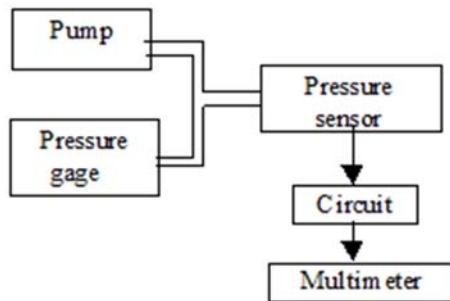 Pump
Pressure
sensor
Pressure
gage
Circuit
Multimeter